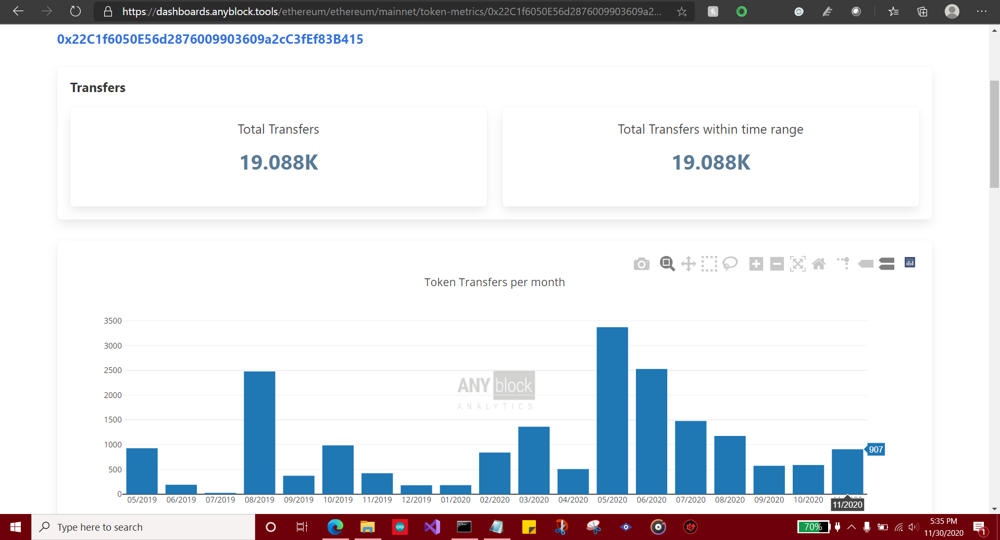 https://dashboards.anyblock.tools/ethereum/ethereum/mainnet/token-metrics/0x22C1f6050E56d2876009903609a2...
0x22C1f6050E56d2876009903609a2cC3fEf83B415
Transfers
Total Transfers
19.088K
Total Transfers within time range
19.088K
Token Transfers per month
3500
3000
2500
2000
1500
1000
500
0
ANY block
ANALYTICS
907
05/2019 06/2019 07/2019 08/2019 09/2019 10/2019 11/2019 12/2019 01/2020 02/2020 03/2020 04/2020 05/2020 06/2020 07/2020 08/2020 09/2020 10/2020
11/2020
Type here to search
70%
5:35 PM
11/30/2020
1